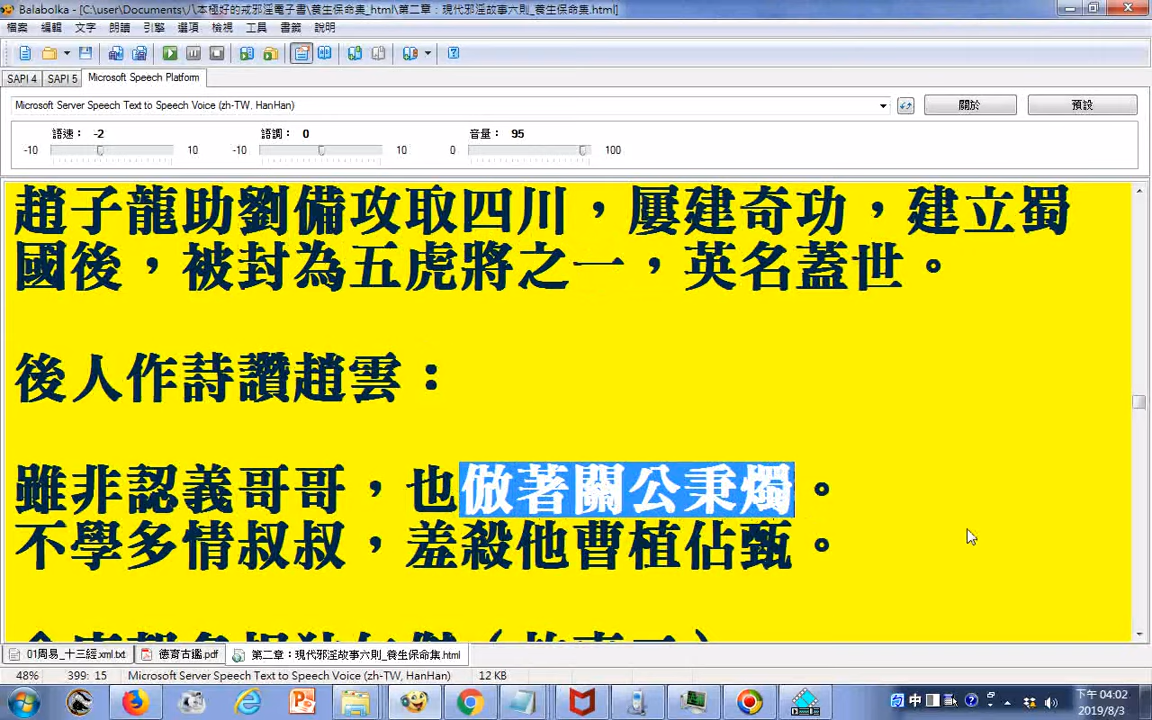 Balabolka - [C:\user\Documents\八本極好的戒邪淫電子書\養生保命集_html\第二章：現代邪淫故事六則_養生保命集.html]
檔案 編輯 文字 朗讀 引擎 選項 檢視 工具 書籤 說明
SAPI 4 SAPI 5 Microsoft Speech Platform
Microsoft Server Speech Text to Speech Voice (zh-TW, HanHan) 關於 預設
語速： -2 語調： 0 音量： 95
-10 10 -10 10 0 100
趙子龍助劉備攻取四川，屢建奇功，建立蜀
國後，被封為五虎將之一，英名蓋世。
後人作詩讚趙雲：
雖非認義哥哥，也倣著關公秉燭。
不學多情叔叔，羞殺他曹植佔甄。
01周易_十三經.xml.txt 德育古鑑.pdf 第二章：現代邪淫故事六則_養生保命集.html
48% 399: 15 Microsoft Server Speech Text to Speech Voice (zh-TW, HanHan) 12 KB
中 下午 04:02
2019/8/3